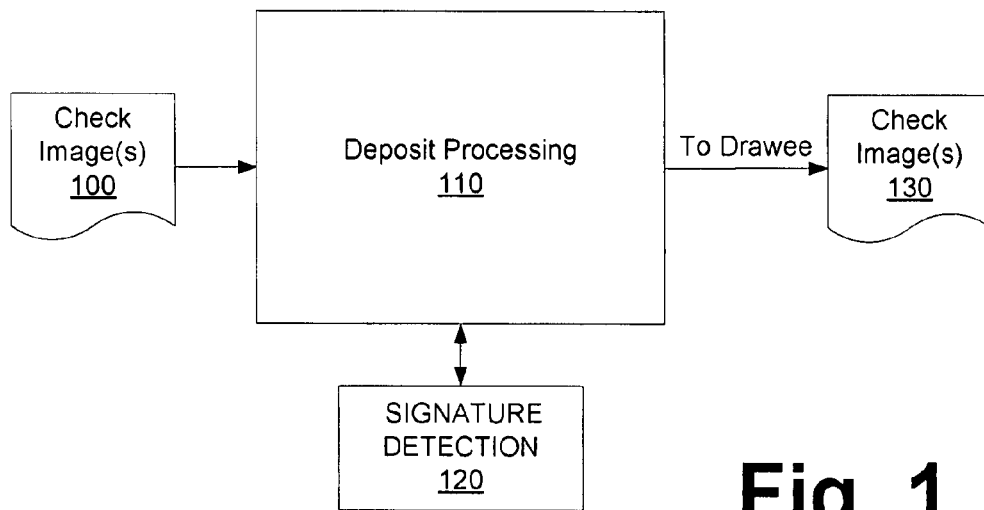 Check
Image(s)
100
Deposit Processing
110
To Drawee
Check
Image(s)
130
SIGNATURE
DETECTION
120
Fig. 1